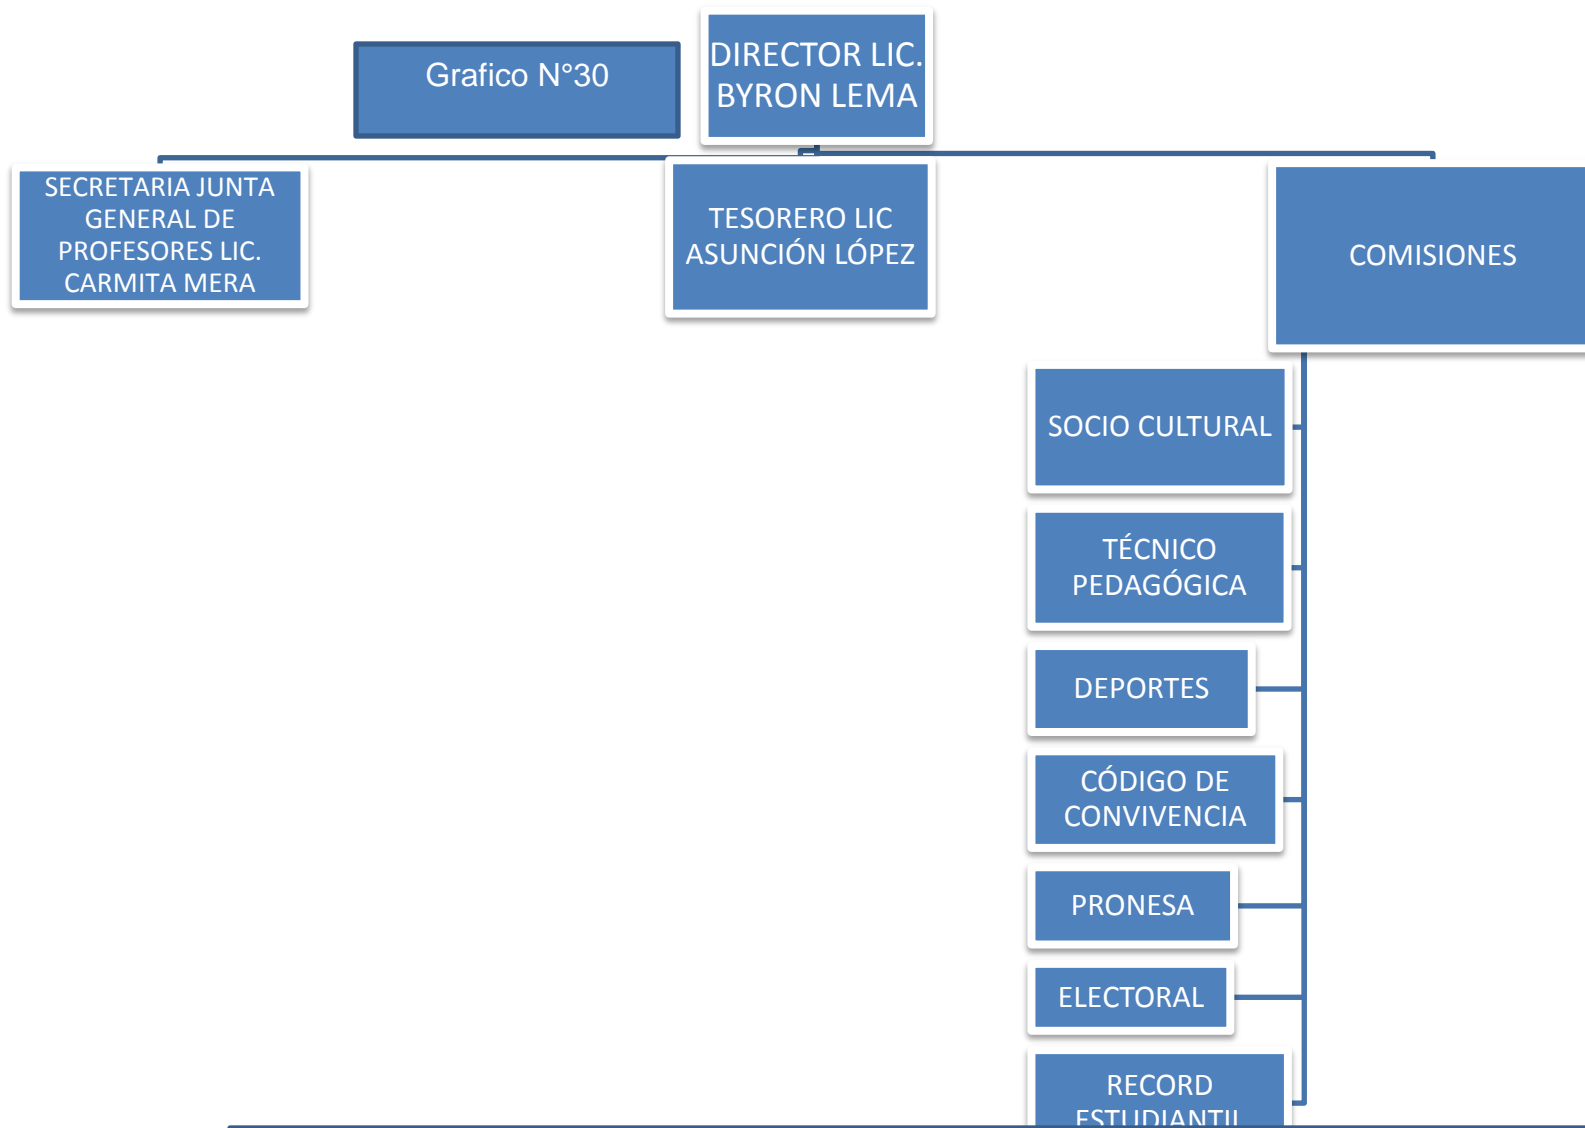 Grafico N°30
DIRECTOR LIC.
BYRON LEMA
SECRETARIA JUNTA
GENERAL DE
PROFESORES LIC.
CARMITA MERA
TESORERO LIC
ASUNCIÓN LÓPEZ
COMISIONES
SOCIO CULTURAL
TÉCNICO
PEDAGÓGICA
DEPORTES
CÓDIGO DE
CONVIVENCIA
PRONESA
ELECTORAL
RECORD
ESTUDIANTIL